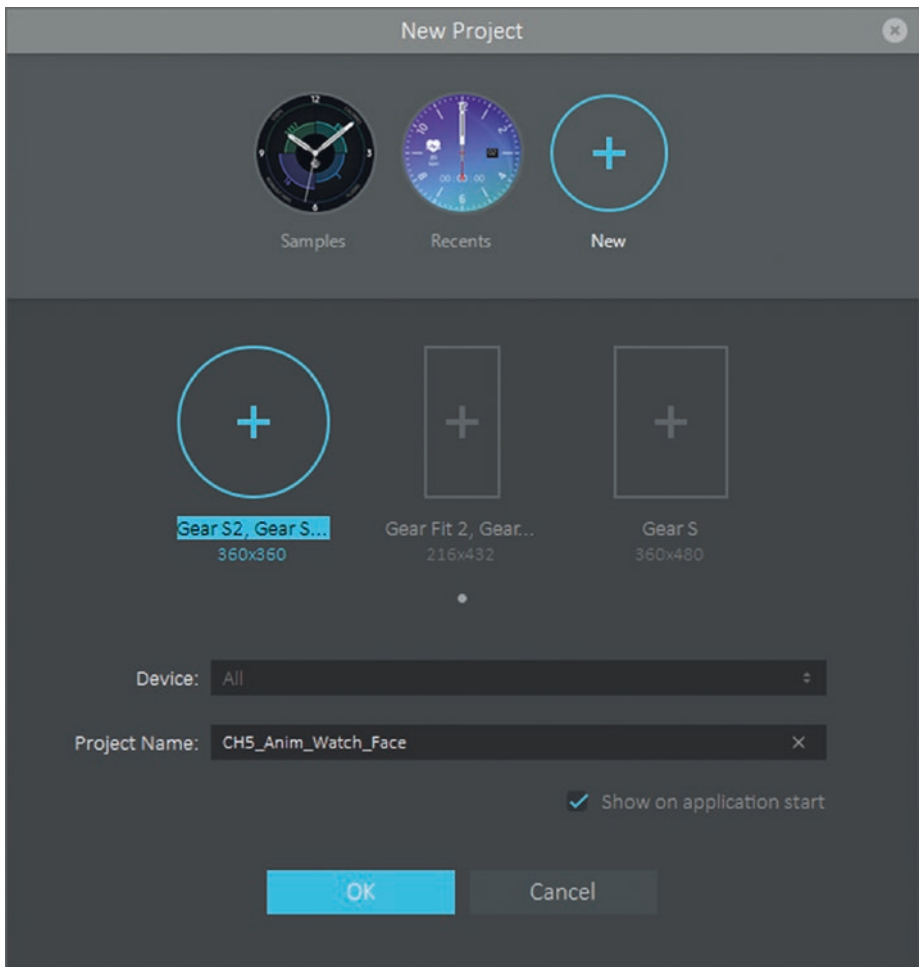 New Project
Samples
Recents
New
Gear S2, Gear S...
360x360
Gear Fit 2, Gear...
216x432
Gear S
360x480
Device:
All
Project Name:
CH5_Anim_Watch_Face
Show on application start
OK
Cancel